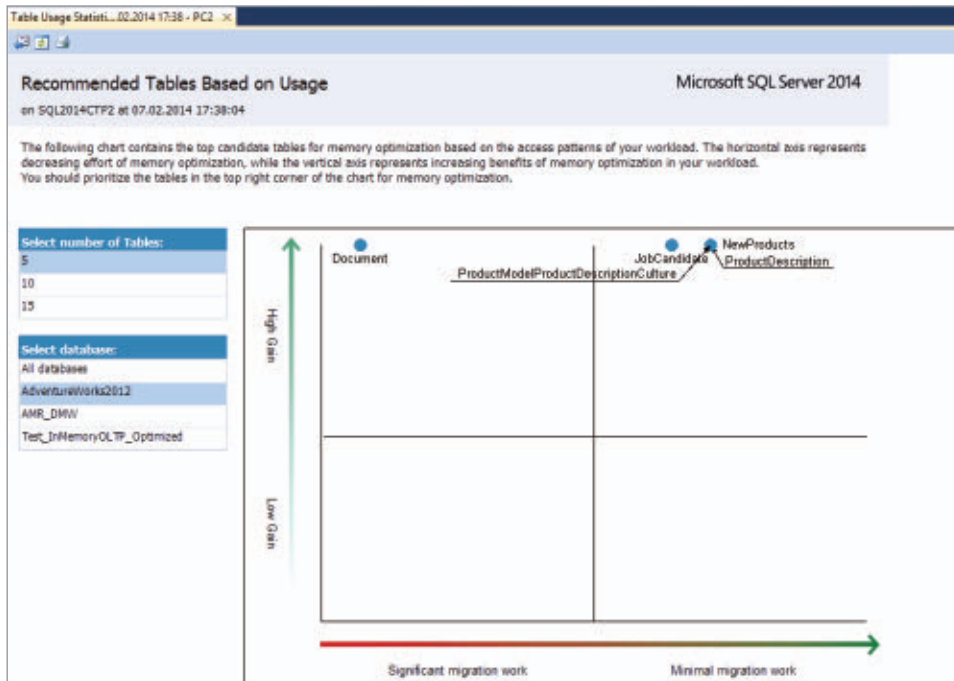 Table Usage Statisti....02.2014 17:38 - PC2 ×
Recommended Tables Based on Usage
Microsoft SQL Server 2014
on SQL2014CTP2 at 07.02.2014 17:38:04
The following chart contains the top candidate tables for memory optimization based on the access patterns of your workload. The horizontal axis represents
decreasing effort of memory optimization, while the vertical axis represents increasing benefits of memory optimization in your workload.
You should prioritize the tables in the top right corner of the chart for memory optimization.
Select number of Tables:
5
10
15
Select database:
All databases
AdventureWorks2012
AMR_DMW
Test_InMemoryOLTP_Optimized
High Gain
Low Gain
Document
JobCandidate
NewProducts
ProductDescription
ProductModelProductDescriptionCulture
Significant migration work
Minimal migration work